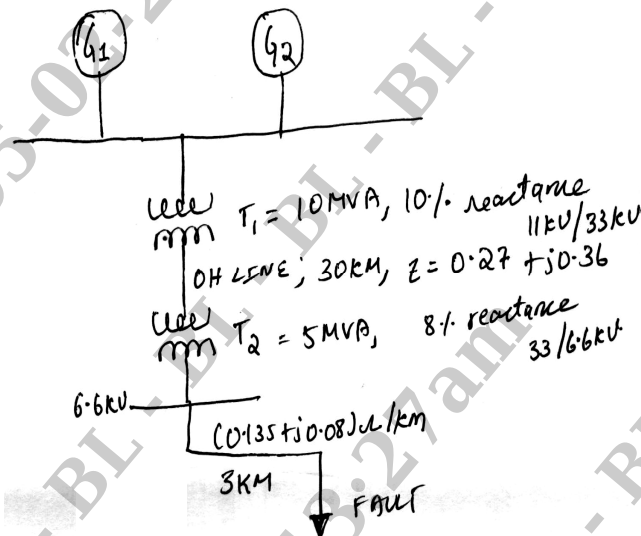 G1 G2
T₁ = 10MVA, 10% reactance
11kV/33kV
OH LINE; 30KM, Z = 0.27 + j0.36
T₂ = 5MVA, 8% reactance
33/6.6kV
6.6KV
(0.135+j0.08)Ω/km
3KM
FAULT